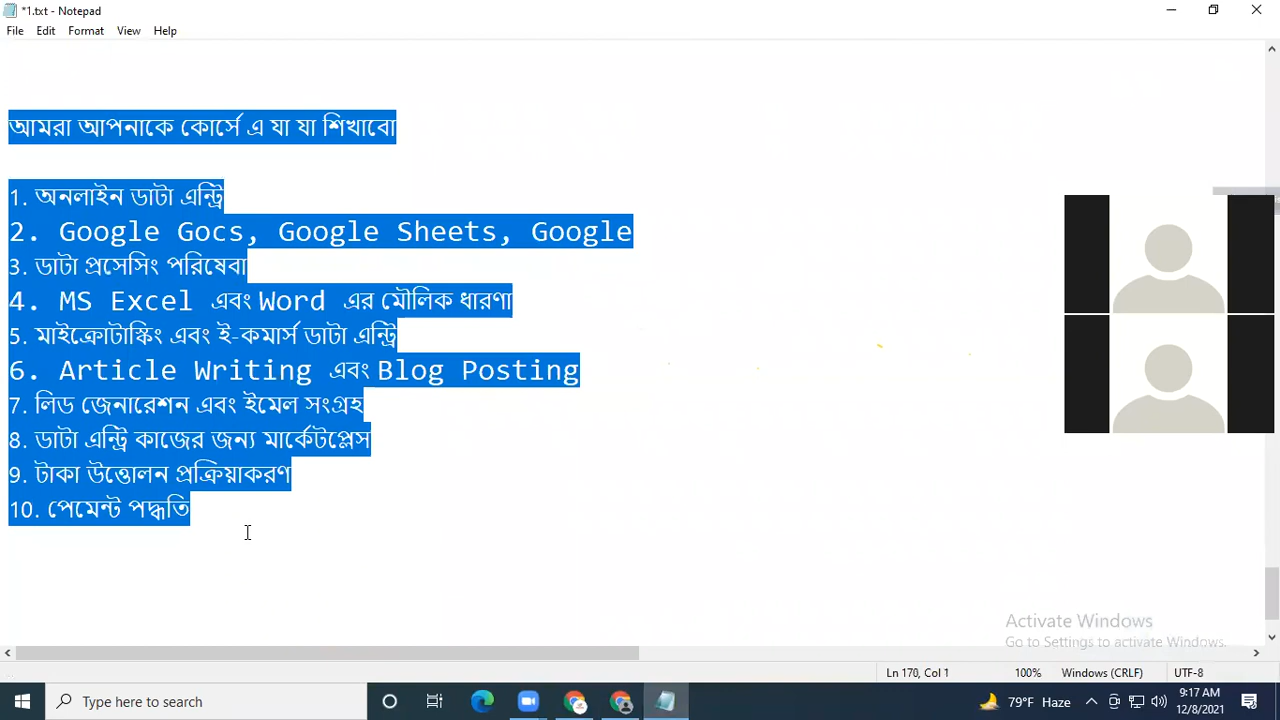 *1.txt - Notepad
File Edit Format View Help
আমরা আপনাকে কোর্সে এ যা যা শিখাবো
1. অনলাইন ডাটা এন্ট্রি
2. Google Gocs, Google Sheets, Google
3. ডাটা প্রসেসিং পরিষেবা
4. MS Excel এবং Word এর মৌলিক ধারণা
5. মাইক্রোটাস্কিং এবং ই-কমার্স ডাটা এন্ট্রি
6. Article Writing এবং Blog Posting
7. লিড জেনারেশন এবং ইমেল সংগ্রহ
8. ডাটা এন্ট্রি কাজের জন্য মার্কেটপ্লেস
9. টাকা উত্তোলন প্রক্রিয়াকরণ
10. পেমেন্ট পদ্ধতি
Activate Windows
Go to Settings to activate Windows.
Ln 170, Col 1 100% Windows (CRLF) UTF-8
Type here to search
79°F Haze
9:17 AM
12/8/2021